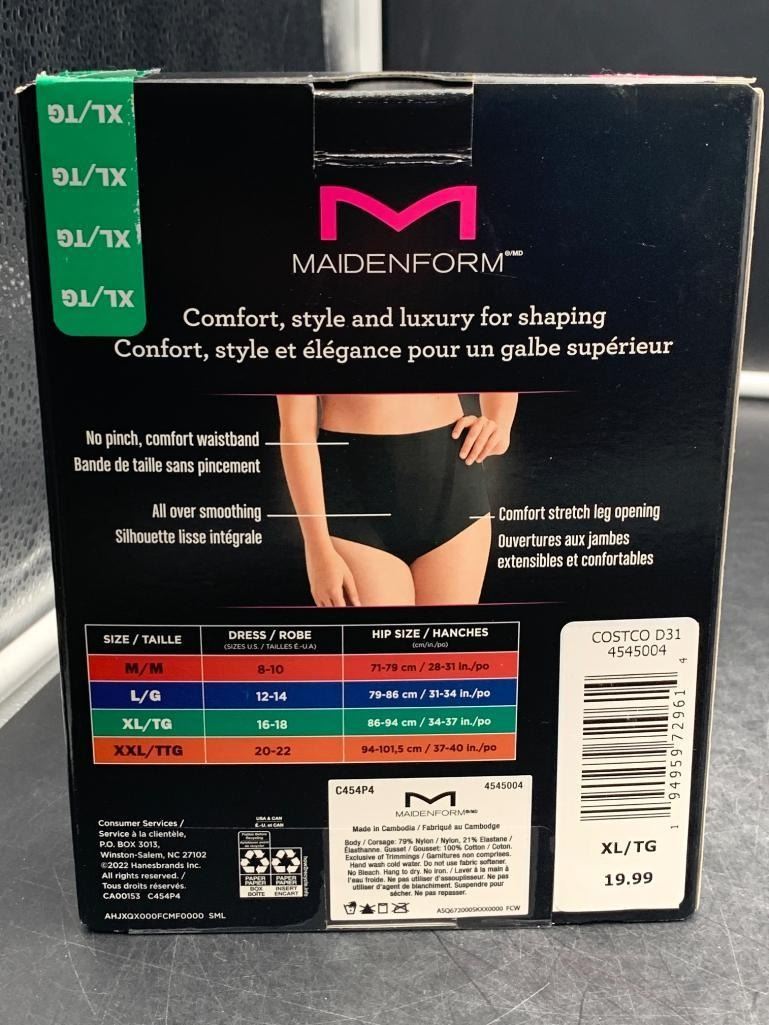 XL/TG
XL/TG
XL/TG
XL/TG
MAIDENFORM®/MD
Comfort, style and luxury for shaping
Confort, style et élégance pour un galbe supérieur
No pinch, comfort waistband
Bande de taille sans pincement
All over smoothing
Silhouette lisse intégrale
Comfort stretch leg opening
Ouvertures aux jambes
extensibles et confortables
SIZE / TAILLE DRESS / ROBE HIP SIZE / HANCHES
(SIZES U.S. / TAILLES É.-U.A) (cm/in./po)
M/M 8-10 71-79 cm / 28-31 in./po
L/G 12-14 79-86 cm / 31-34 in./po
XL/TG 16-18 86-94 cm / 34-37 in./po
XXL/TTG 20-22 94-101,5 cm / 37-40 in./po
COSTCO D31
4545004
1 94959 72961 4
XL/TG
19.99
Consumer Services /
Service à la clientèle,
P.O. BOX 3013,
Winston-Salem, NC 27102
©2022 Hanesbrands Inc.
All rights reserved. /
Tous droits réservés.
CA00153 C454P4
AHJXQX000FCMF0000 SML
USA & CAN
É.-U. et CAN
PAPER PAPER
PAPIER PAPIER
BOX INSERT
BOÎTE ENCART
C454P4 4545004
MAIDENFORM®/MD
Made in Cambodia / Fabriqué au Cambodge
Body / Corsage: 79% Nylon / Nylon, 21% Elastane /
Élasthanne. Gusset / Gousset: 100% Cotton / Coton.
Exclusive of Trimmings / Garnitures non comprises.
Hand wash cold water. Do not use fabric softener.
No Bleach. Hang to dry. No iron. / Laver à la main à
l'eau froide. Ne pas utiliser d'assouplisseur. Ne pas
utiliser d'agent de blanchiment. Suspendre pour
sécher. Ne pas repasser.
A5Q672000SKXX0000 FCW